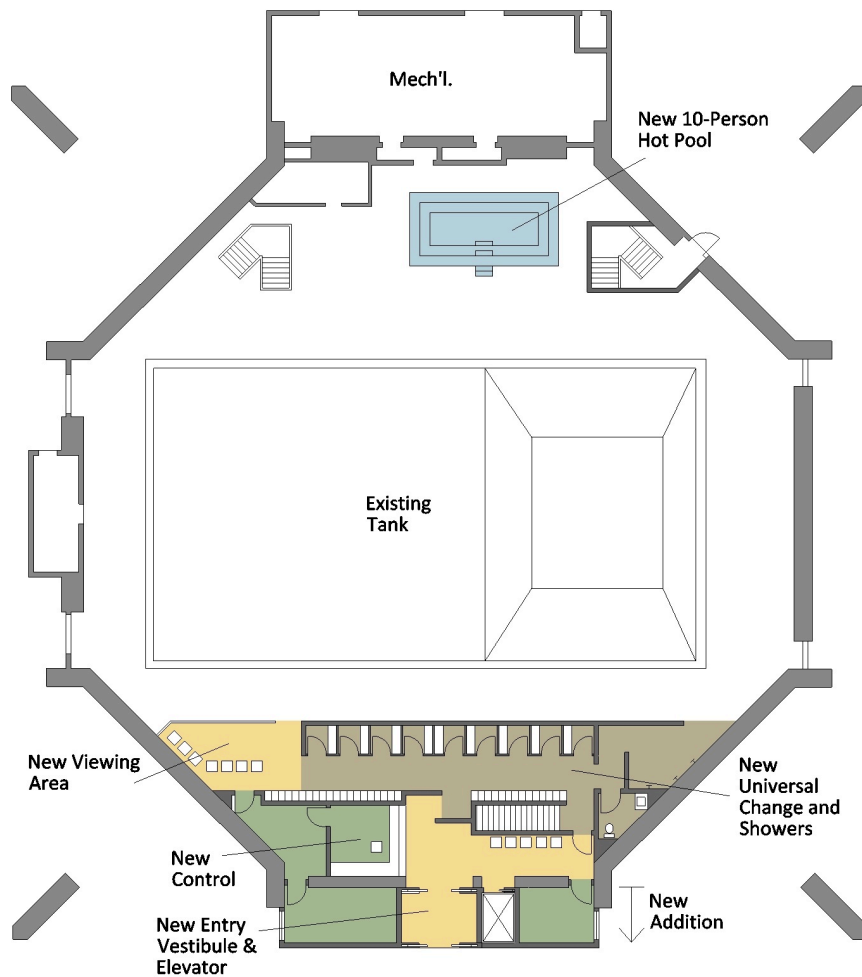 Mech'l.
New 10-Person
Hot Pool
Existing
Tank
New Viewing
Area
New
Universal
Change and
Showers
New
Control
New
Addition
New Entry
Vestibule &
Elevator